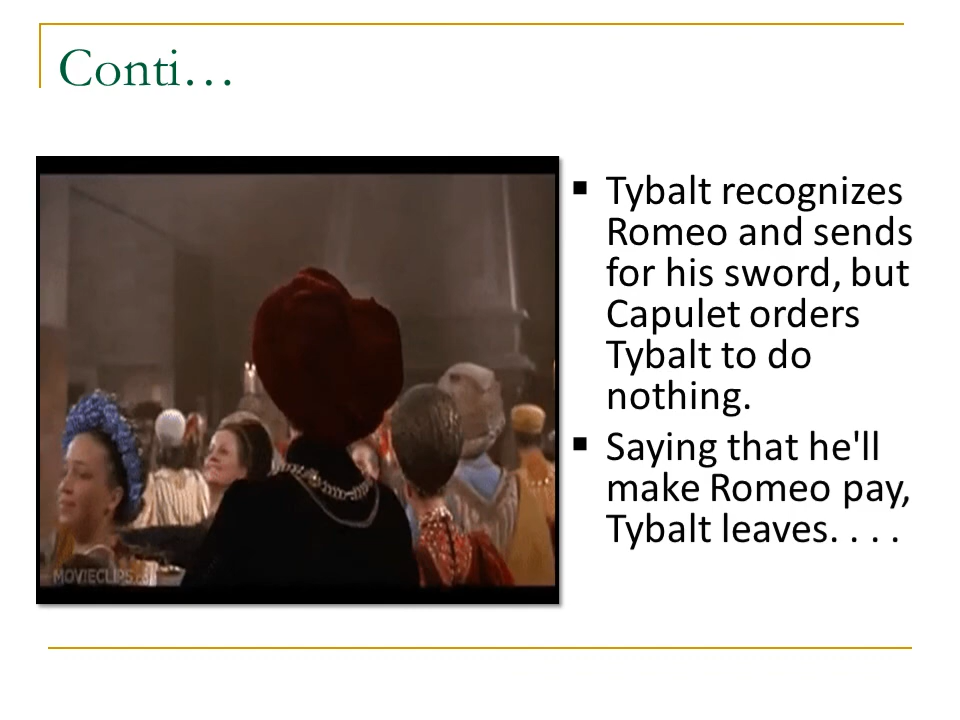 Conti…
▪ Tybalt recognizes
Romeo and sends
for his sword, but
Capulet orders
Tybalt to do
nothing.
▪ Saying that he'll
make Romeo pay,
Tybalt leaves. . . .